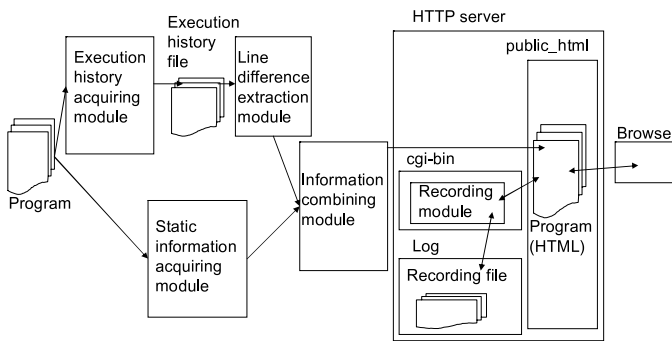 HTTP server
Execution
history
file
public_html
Execution
history
acquiring
module
Line
difference
extraction
module
Browse
cgi-bin
Program
Information
combining
module
Recording
module
Static
information
acquiring
module
Program
(HTML)
Log
Recording file